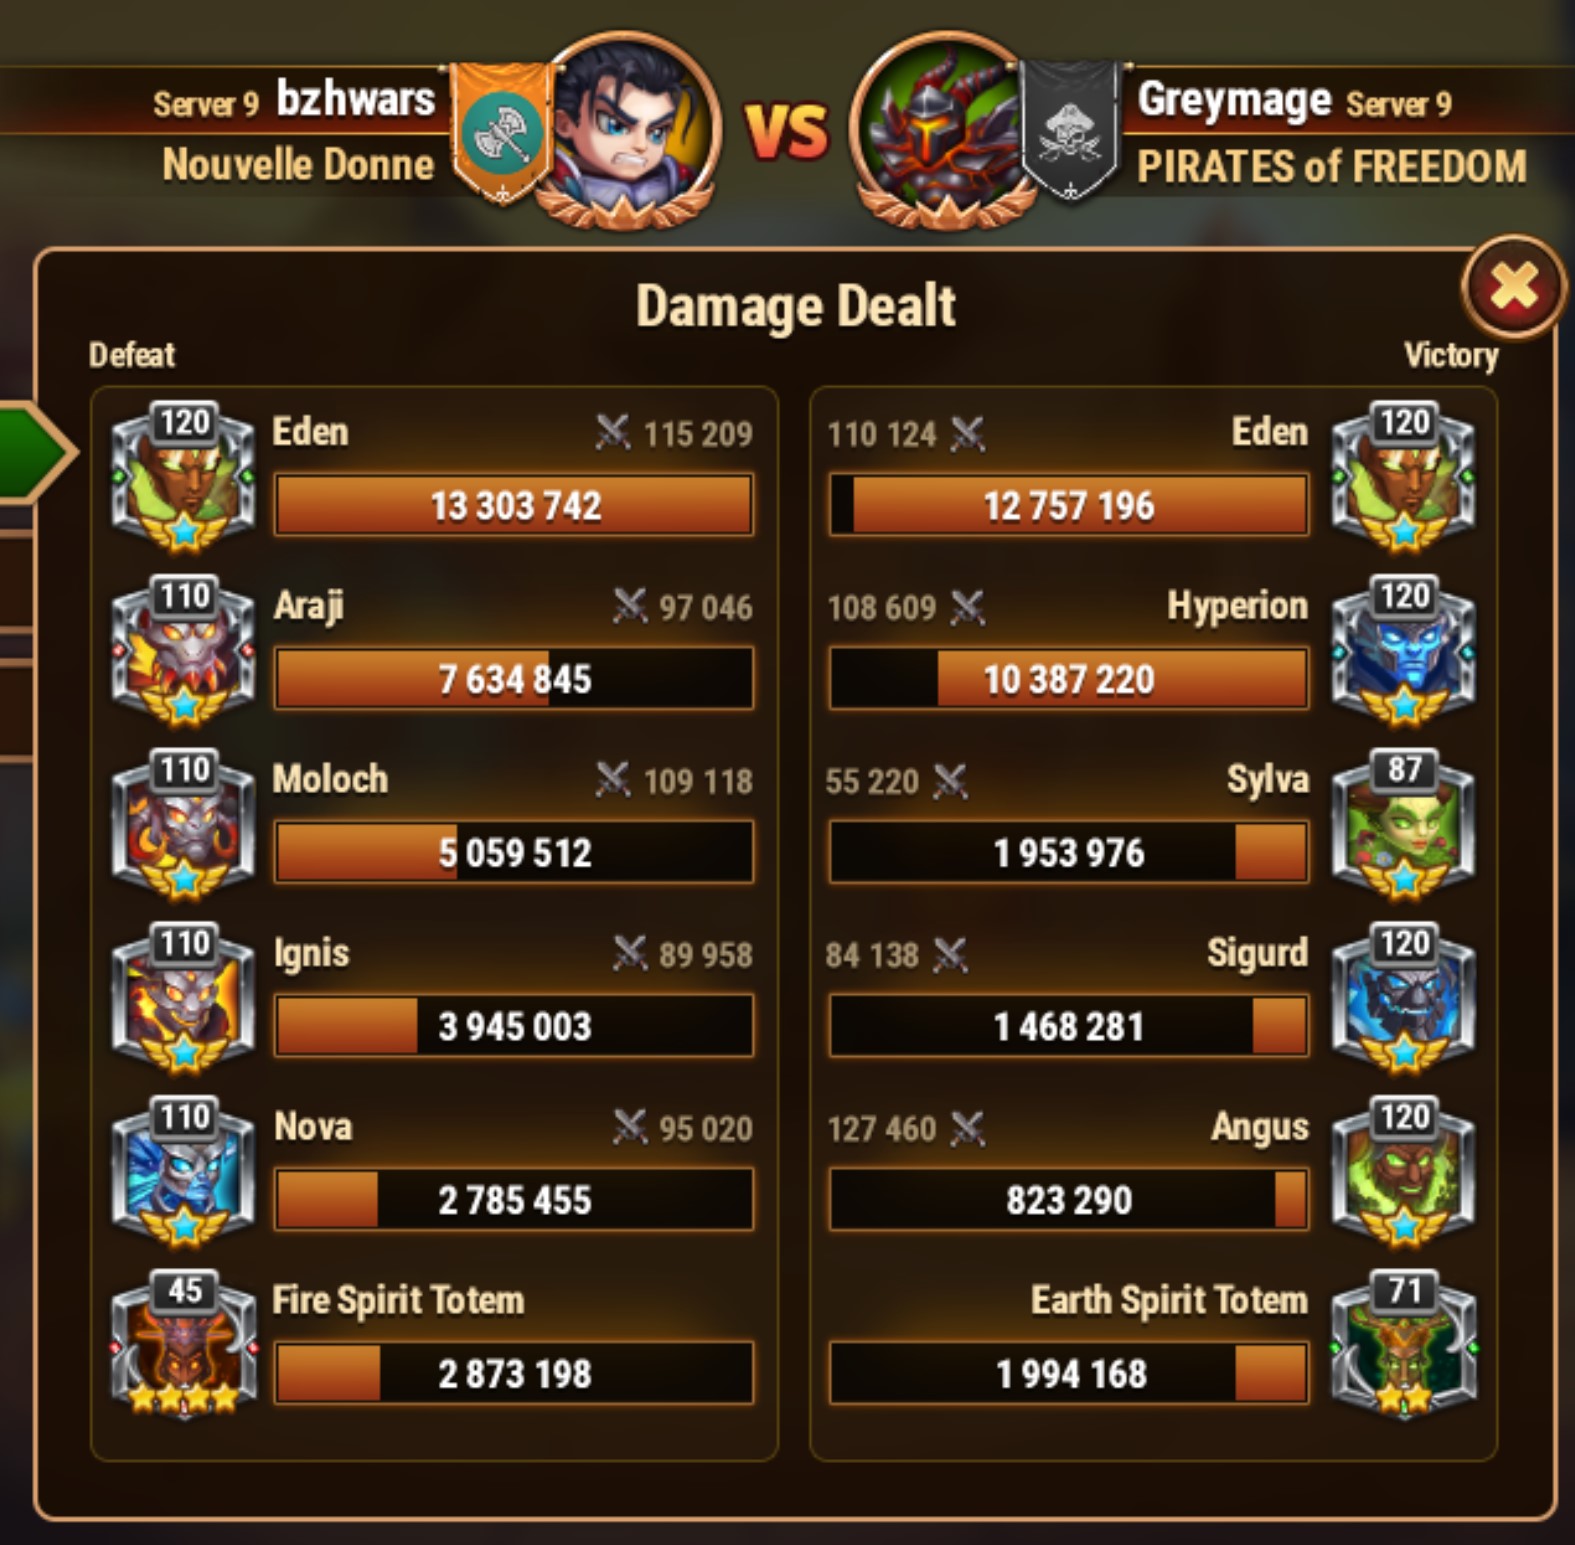 Server 9 bzhwars
Nouvelle Donne
VS
Greymage Server 9
PIRATES of FREEDOM
Damage Dealt
Defeat
Victory
120
Eden
115 209
13 303 742
110
Araji
97 046
7 634 845
110
Moloch
109 118
5 059 512
110
Ignis
89 958
3 945 003
110
Nova
95 020
2 785 455
45
Fire Spirit Totem
2 873 198
110 124
Eden
120
12 757 196
108 609
Hyperion
120
10 387 220
55 220
Sylva
87
1 953 976
84 138
Sigurd
120
1 468 281
127 460
Angus
120
823 290
Earth Spirit Totem
71
1 994 168